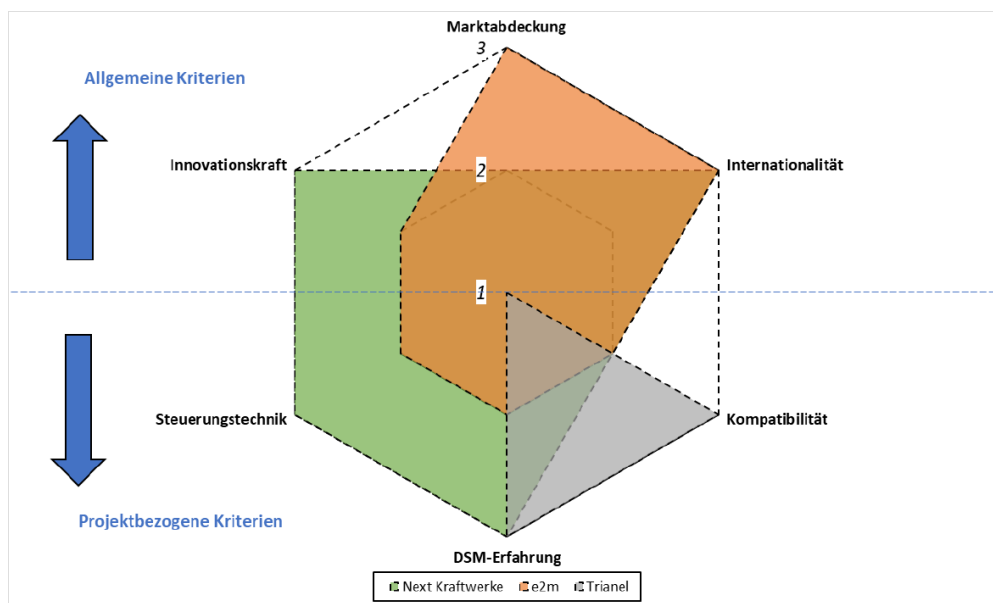 Marktabdeckung
3
Allgemeine Kriterien
Innovationskraft
2
Internationalität
1
Steuerungstechnik
Kompatibilität
Projektbezogene Kriterien
DSM-Erfahrung
Next Kraftwerke e2m Trianel